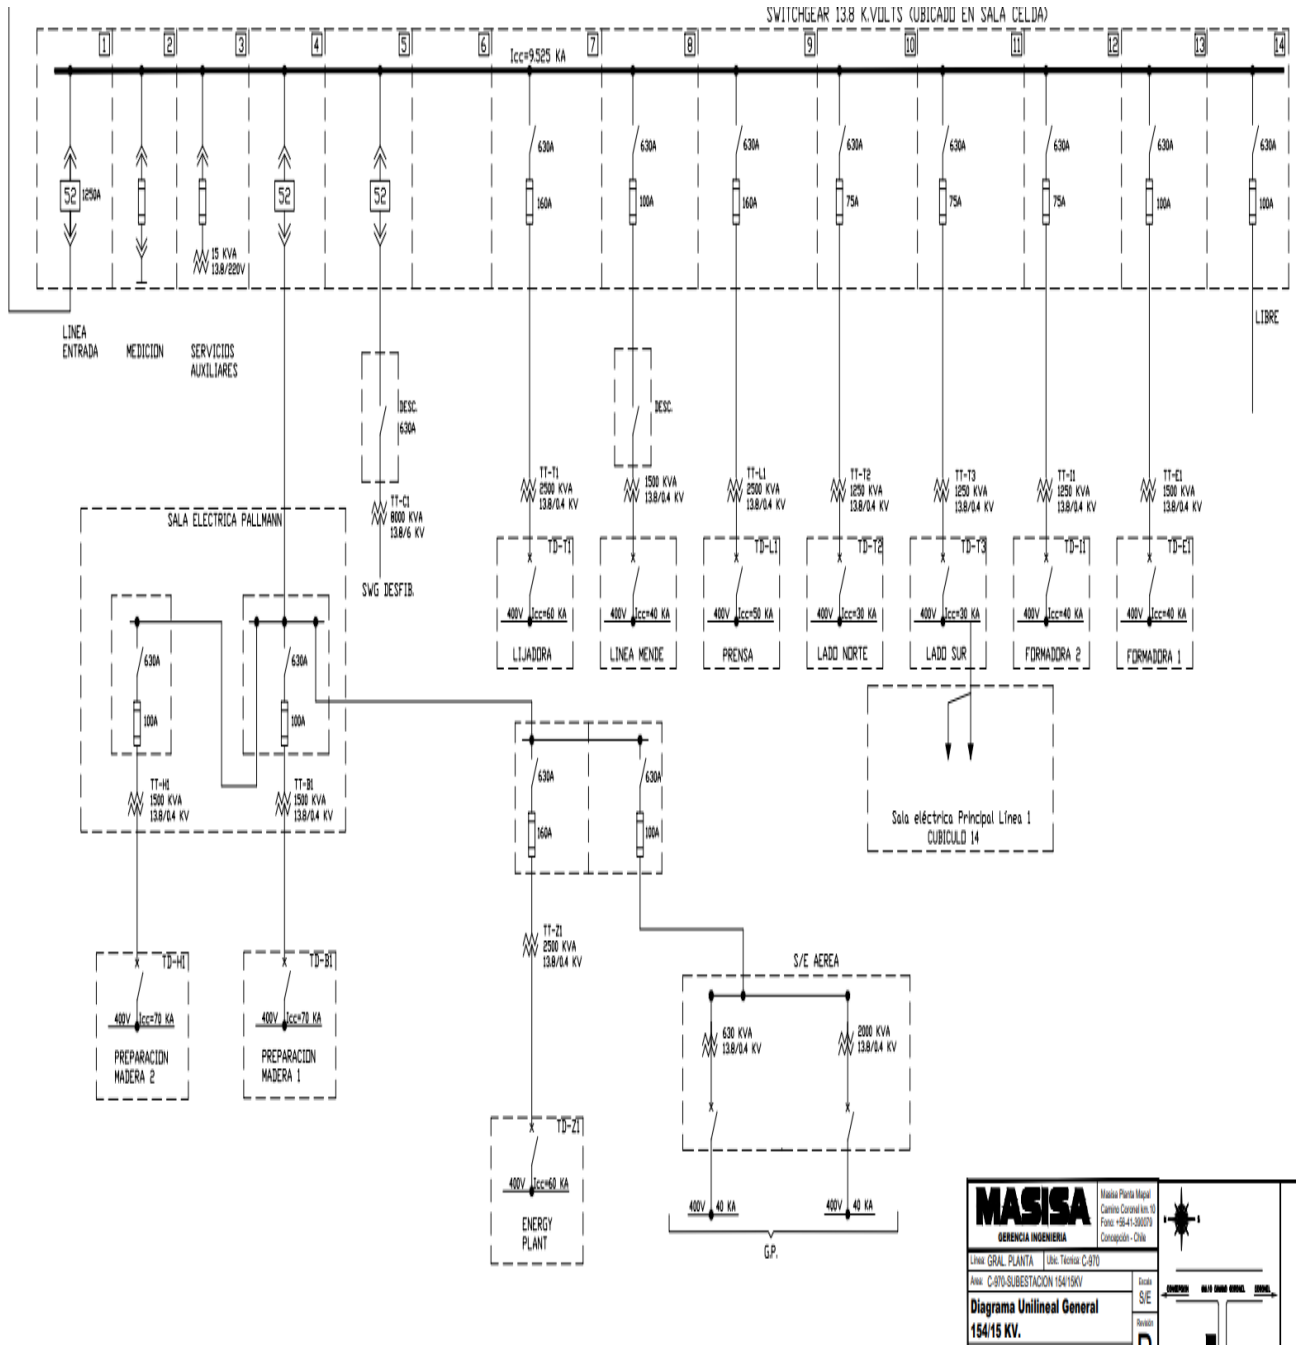 SWITCHGEAR 13.8 K.VOLTS (UBICADO EN SALA CELDA)
1
2
3
4
5
6
7
8
9
10
11
12
13
14
Icc=9.525 KA
52
1250A
52
52
630A
160A
630A
100A
630A
160A
630A
75A
630A
75A
630A
75A
630A
100A
630A
100A
15 KVA
13.8/220V
LINEA
ENTRADA
MEDICION
SERVICIOS
AUXILIARES
LIBRE
DESC.
630A
DESC.
TT-C1
8000 KVA
13.8/6 KV
SWG DESFIB.
TT-T1
2500 KVA
13.8/0.4 KV
1500 KVA
13.8/0.4 KV
TT-L1
2500 KVA
13.8/0.4 KV
TT-T2
1250 KVA
13.8/0.4 KV
TT-T3
1250 KVA
13.8/0.4 KV
TT-I1
1250 KVA
13.8/0.4 KV
TT-E1
1500 KVA
13.8/0.4 KV
TD-T1
400V Icc=60 KA
LIJADORA
400V Icc=40 KA
LINEA MENDE
TD-L1
400V Icc=50 KA
PRENSA
TD-T2
400V Icc=30 KA
LADO NORTE
TD-T3
400V Icc=30 KA
LADO SUR
TD-I1
400V Icc=40 KA
FORMADORA 2
TD-E1
400V Icc=40 KA
FORMADORA 1
SALA ELECTRICA PALLMANN
630A
100A
630A
100A
TT-H1
1500 KVA
13.8/0.4 KV
TT-B1
1500 KVA
13.8/0.4 KV
630A
160A
630A
100A
Sala eléctrica Principal Línea 1
CUBICULO 14
TT-Z1
2500 KVA
13.8/0.4 KV
S/E AEREA
630 KVA
13.8/0.4 KV
2000 KVA
13.8/0.4 KV
TD-H1
400V Icc=70 KA
PREPARACION
MADERA 2
TD-B1
400V Icc=70 KA
PREPARACION
MADERA 1
TD-Z1
400V Icc=60 KA
ENERGY
PLANT
400V 40 KA
400V 40 KA
G.P.
MASISA
GERENCIA INGENIERIA
Masisa Planta Mapal
Camino Coronel km.10
Concepción - Chile
Línea: GRAL. PLANTA
Ubic. Técnica: C-970
Area: C-970-SUBESTACION 154/15KV
Escala
S/E
Diagrama Unilineal General
154/15 KV.
Revisión
CONCEPCION
CORONEL